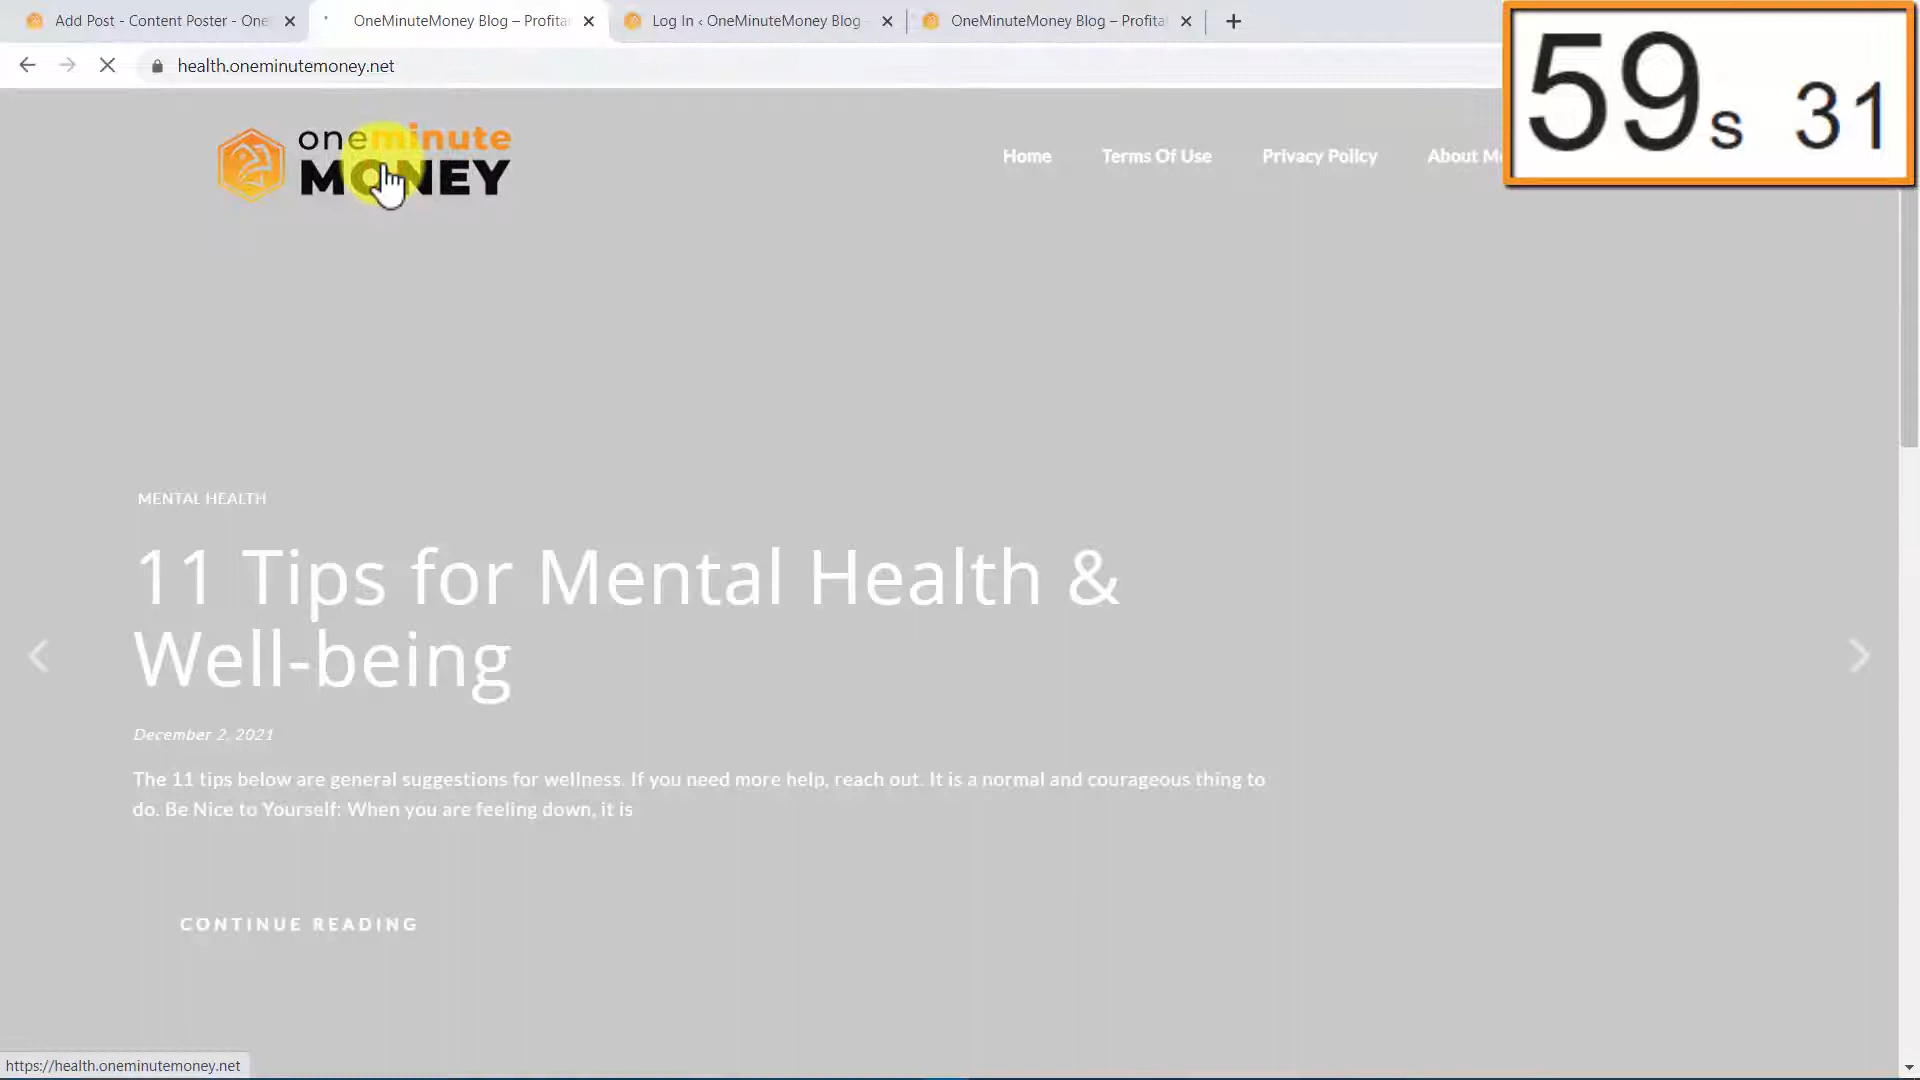 Add Post - Content Poster - One
OneMinuteMoney Blog – Profita
Log In ‹ OneMinuteMoney Blog
OneMinuteMoney Blog – Profita
health.oneminutemoney.net
59s 31
oneminute
MONEY
Home
Terms Of Use
Privacy Policy
About M
MENTAL HEALTH
11 Tips for Mental Health &
Well-being
December 2, 2021
The 11 tips below are general suggestions for wellness. If you need more help, reach out. It is a normal and courageous thing to
do. Be Nice to Yourself: When you are feeling down, it is
CONTINUE READING
https://health.oneminutemoney.net